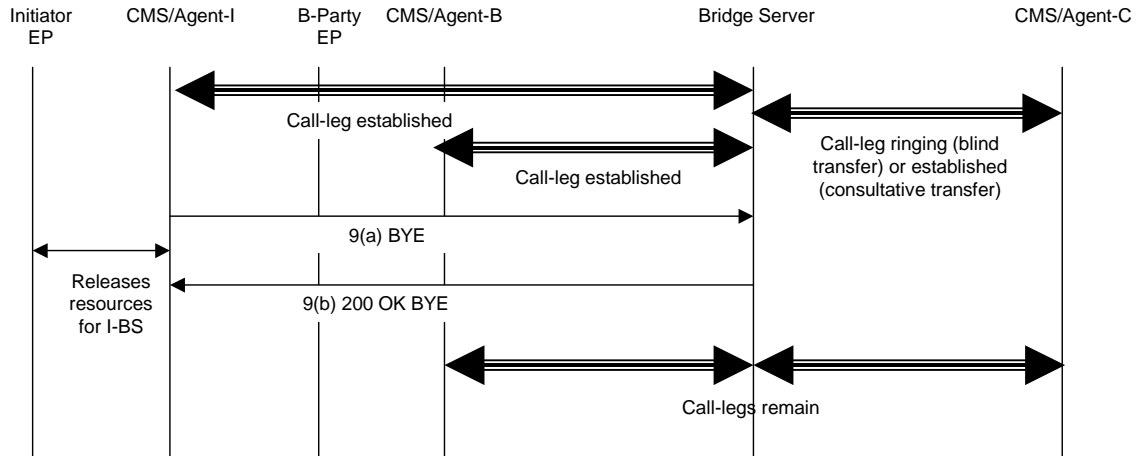 Initiator
EP
CMS/Agent-I
B-Party
EP
CMS/Agent-B
Bridge Server
CMS/Agent-C
Call-leg established
Call-leg ringing (blind
transfer) or established
(consultative transfer)
Call-leg established
9(a) BYE
Releases
resources
for I-BS
9(b) 200 OK BYE
Call-legs remain